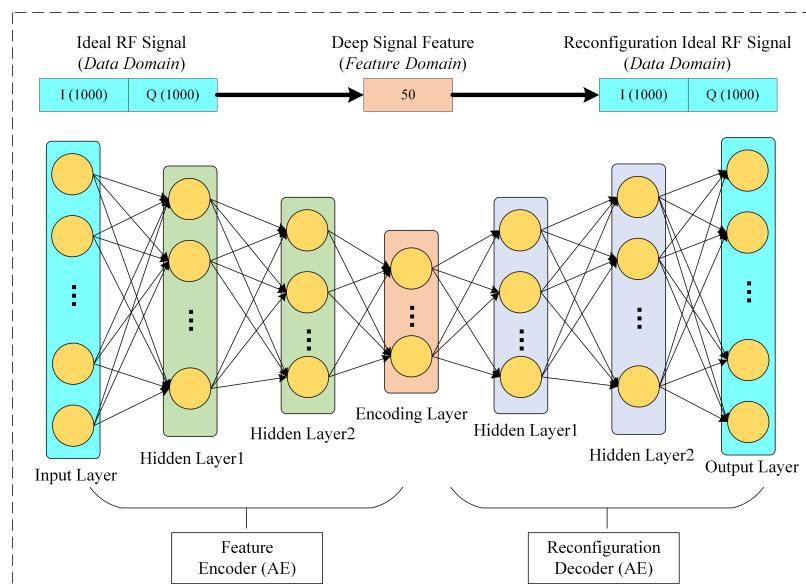 Ideal RF Signal
(Data Domain)
Deep Signal Feature
(Feature Domain)
Reconfiguration Ideal RF Signal
(Data Domain)
I (1000)
Q (1000)
50
I (1000)
Q (1000)
...
...
...
...
...
...
...
Input Layer
Hidden Layer1
Hidden Layer2
Encoding Layer
Hidden Layer1
Hidden Layer2
Output Layer
Feature
Encoder (AE)
Reconfiguration
Decoder (AE)